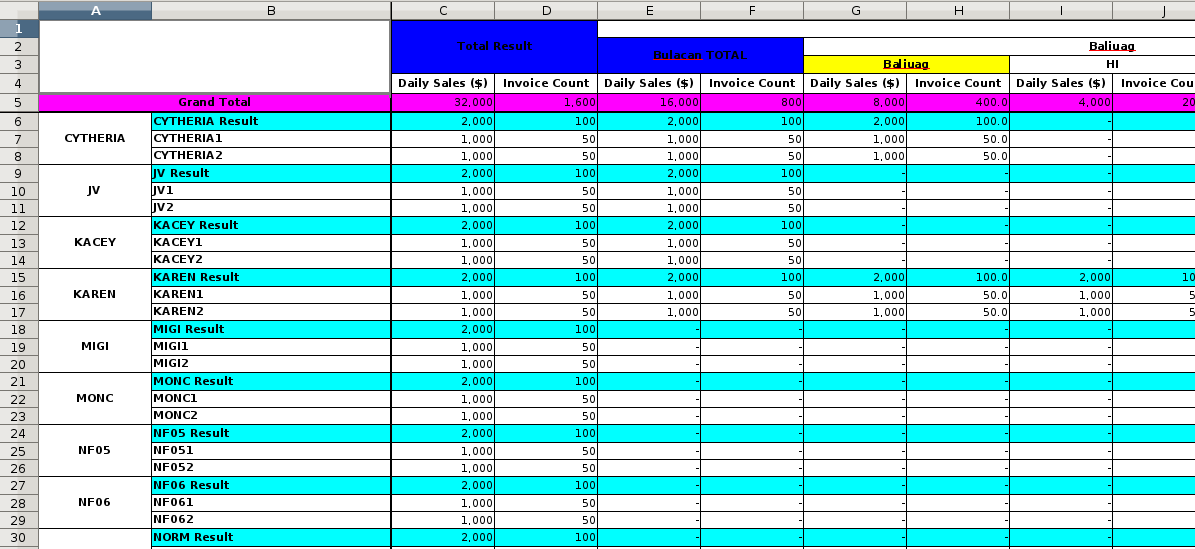 A B C D E F G H I J
1
2 Total Result Baliuag
3 Bulacan TOTAL Baliuag HI
4 Daily Sales ($) Invoice Count Daily Sales ($) Invoice Count Daily Sales ($) Invoice Count Daily Sales ($) Invoice Cou
5 Grand Total 32,000 1,600 16,000 800 8,000 400.0 4,000 20
6 CYTHERIA Result 2,000 100 2,000 100 2,000 100.0 -
7 CYTHERIA CYTHERIA1 1,000 50 1,000 50 1,000 50.0 -
8 CYTHERIA2 1,000 50 1,000 50 1,000 50.0 -
9 JV Result 2,000 100 2,000 100 - - -
10 JV JV1 1,000 50 1,000 50 - - -
11 JV2 1,000 50 1,000 50 - - -
12 KACEY Result 2,000 100 2,000 100 - - -
13 KACEY KACEY1 1,000 50 1,000 50 - - -
14 KACEY2 1,000 50 1,000 50 - - -
15 KAREN Result 2,000 100 2,000 100 2,000 100.0 2,000 10
16 KAREN KAREN1 1,000 50 1,000 50 1,000 50.0 1,000 5
17 KAREN2 1,000 50 1,000 50 1,000 50.0 1,000 5
18 MIGI Result 2,000 100 - - - - -
19 MIGI MIGI1 1,000 50 - - - - -
20 MIGI2 1,000 50 - - - - -
21 MONC Result 2,000 100 - - - - -
22 MONC MONC1 1,000 50 - - - - -
23 MONC2 1,000 50 - - - - -
24 NF05 Result 2,000 100 - - - - -
25 NF05 NF051 1,000 50 - - - - -
26 NF052 1,000 50 - - - - -
27 NF06 Result 2,000 100 - - - - -
28 NF06 NF061 1,000 50 - - - - -
29 NF062 1,000 50 - - - - -
30 NORM Result 2,000 100 - - - - -